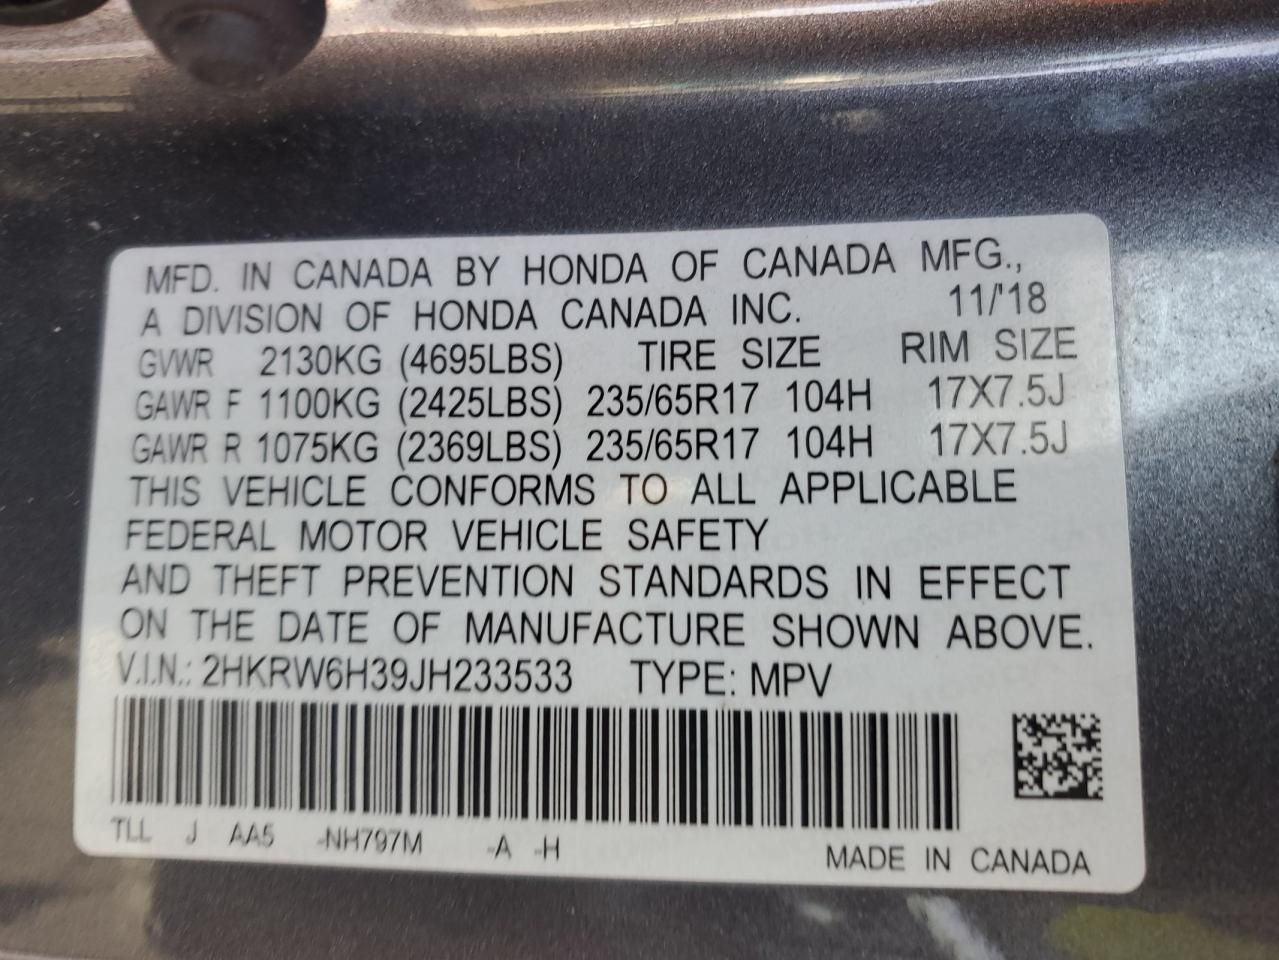 MFD. IN CANADA BY HONDA OF CANADA MFG.,
A DIVISION OF HONDA CANADA INC. 11/'18
GVWR 2130KG (4695LBS) TIRE SIZE RIM SIZE
GAWR F 1100KG (2425LBS) 235/65R17 104H 17X7.5J
GAWR R 1075KG (2369LBS) 235/65R17 104H 17X7.5J
THIS VEHICLE CONFORMS TO ALL APPLICABLE
FEDERAL MOTOR VEHICLE SAFETY
AND THEFT PREVENTION STANDARDS IN EFFECT
ON THE DATE OF MANUFACTURE SHOWN ABOVE.
V.I.N.: 2HKRW6H39JH233533 TYPE: MPV
TLL J AA5 -NH797M -A -H
MADE IN CANADA